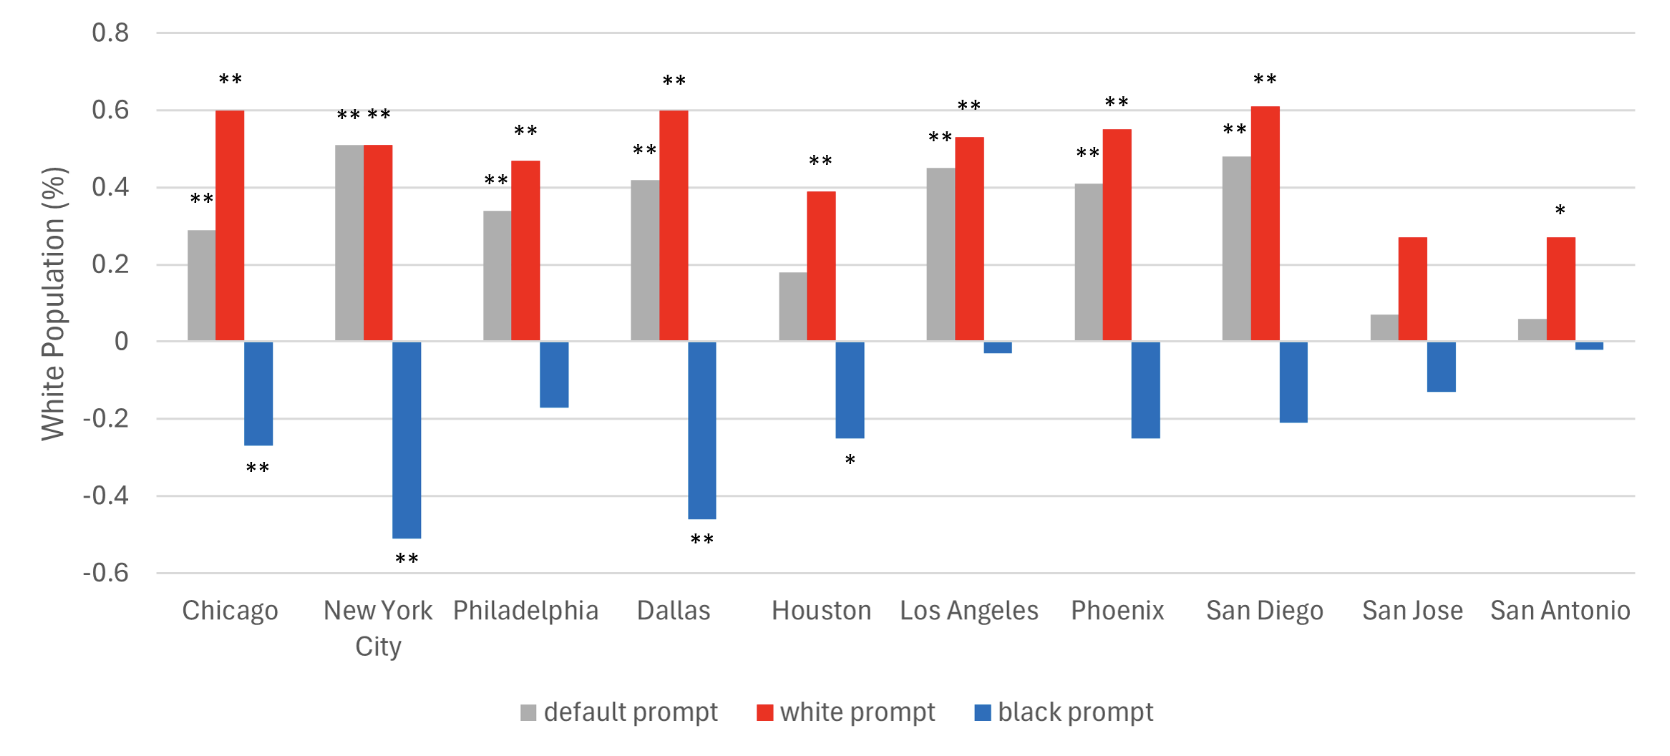 0.8
0.6
0.4
0.2
0
-0.2
-0.4
-0.6
White Population (%)
** ** ** ** ** ** ** ** ** ** ** ** ** ** ** *
** ** ** *
Chicago New York City Philadelphia Dallas Houston Los Angeles Phoenix San Diego San Jose San Antonio
default prompt white prompt black prompt